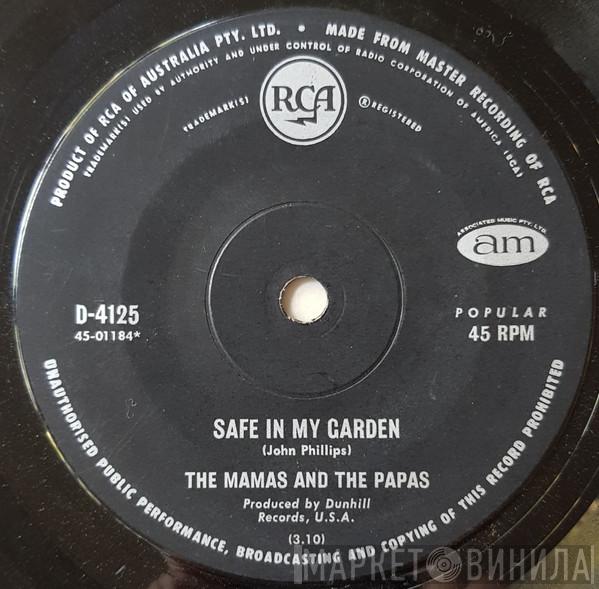 PRODUCT OF RCA OF AUSTRALIA PTY. LTD. • MADE FROM MASTER RECORDING OF RCA
TRADEMARK(S) USED BY AUTHORITY AND UNDER CONTROL OF RADIO CORPORATION OF AMERICA (RCA)
RCA
TRADEMARK(S) ® REGISTERED
ASSOCIATED MUSIC PTY. LTD.
am
D-4125
45-01184*
POPULAR
45 RPM
SAFE IN MY GARDEN
(John Phillips)
THE MAMAS AND THE PAPAS
Produced by Dunhill
Records, U.S.A.
(3.10)
UNAUTHORISED PUBLIC PERFORMANCE, BROADCASTING AND COPYING OF THIS RECORD PROHIBITED
МАРКЕТ ВИНИЛА